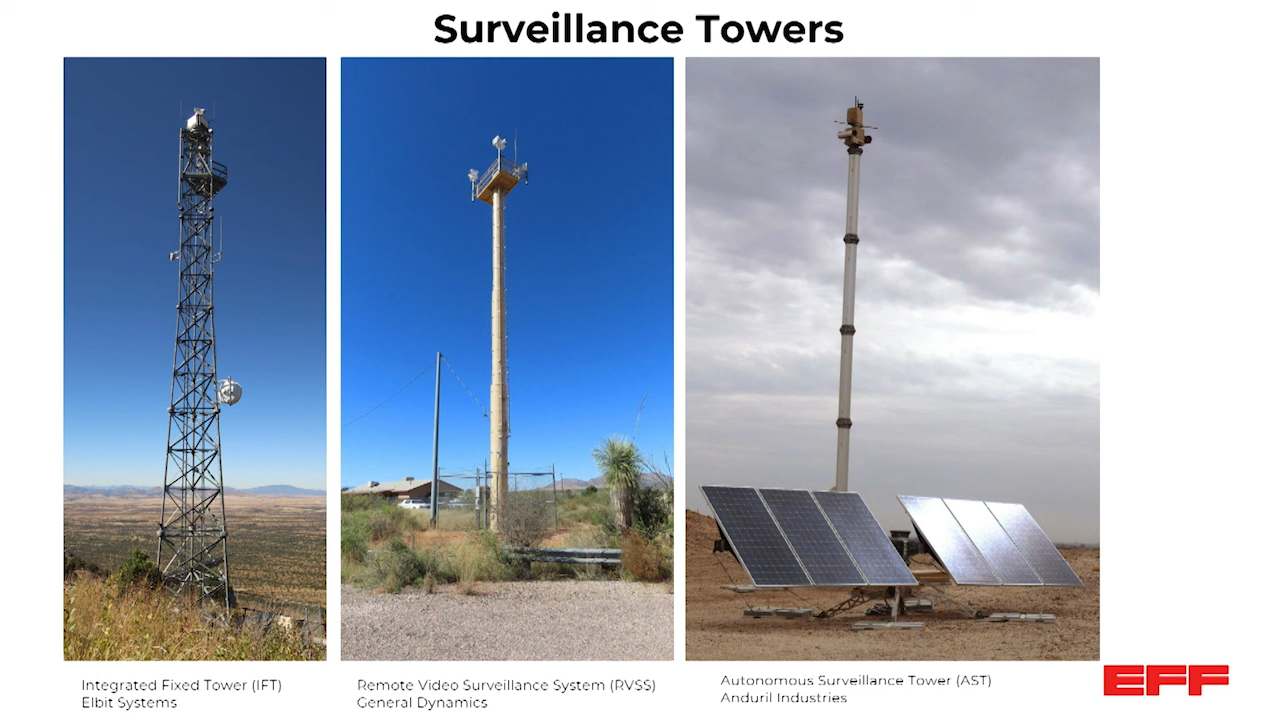 Surveillance Towers
Integrated Fixed Tower (IFT)
Elbit Systems
Remote Video Surveillance System (RVSS)
General Dynamics
Autonomous Surveillance Tower (AST)
Anduril Industries
EFF